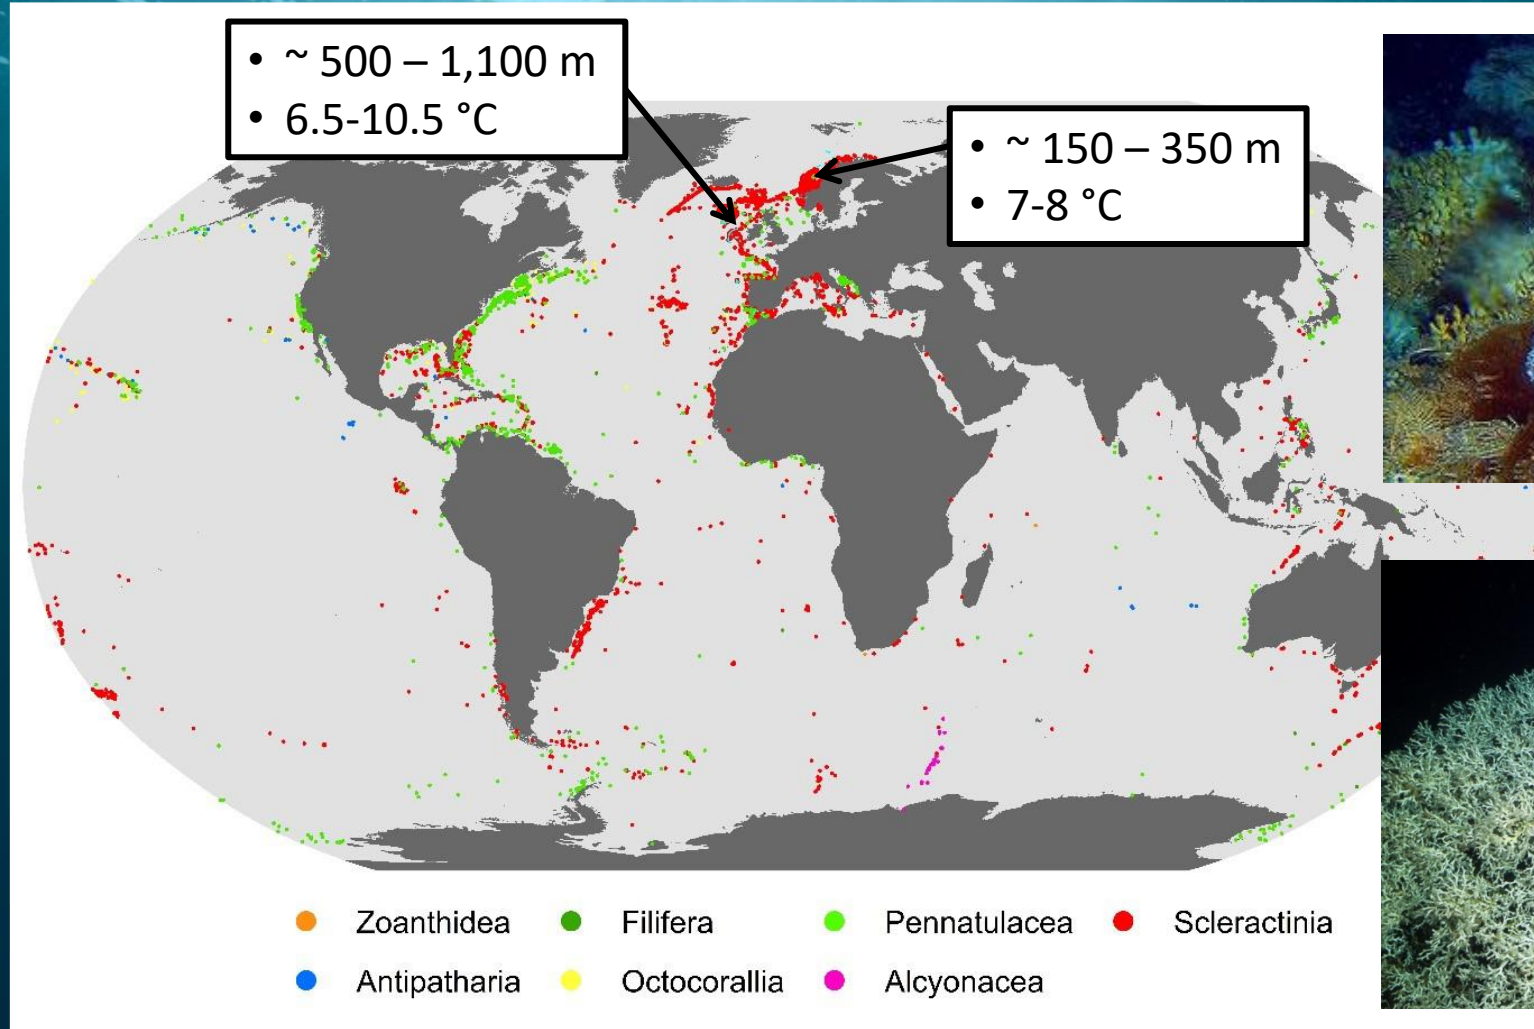 • ~ 500 – 1,100 m
• 6.5-10.5 °C
• ~ 150 – 350 m
• 7-8 °C
Zoanthidea
Filifera
Pennatulacea
Scleractinia
Antipatharia
Octocorallia
Alcyonacea